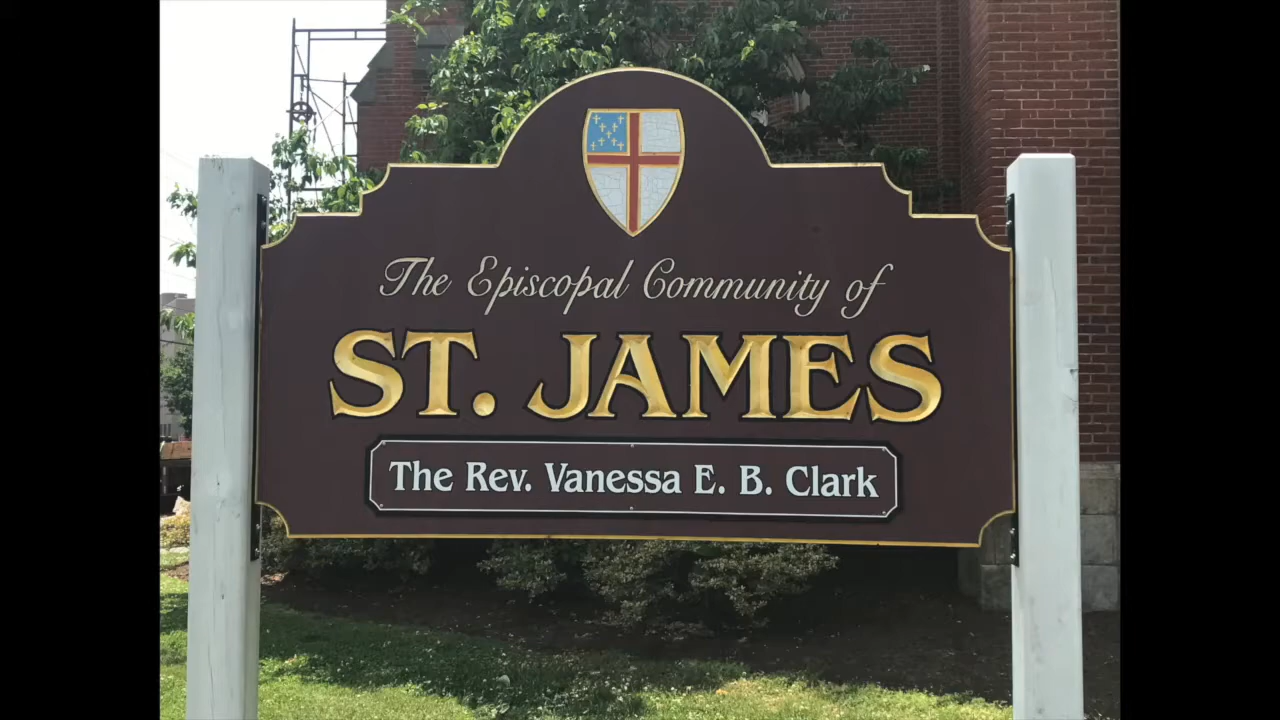 The Episcopal Community of
ST. JAMES
The Rev. Vanessa E. B. Clark